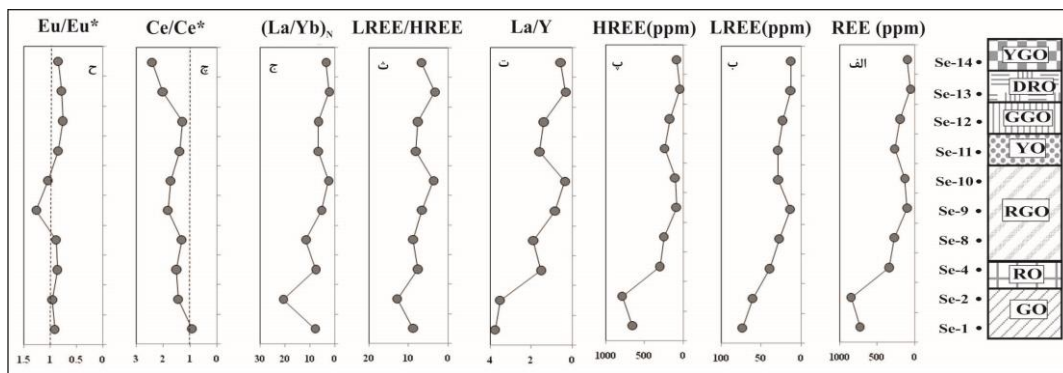 Eu/Eu* Ce/Ce* (La/Yb)N LREE/HREE La/Y HREE(ppm) LREE(ppm) REE (ppm)
ح چ ج ث ت پ ب الف
Se-14 • YGO
Se-13 • DRO
Se-12 • GGO
Se-11 • YO
Se-10 •
Se-9 • RGO
Se-8 •
Se-4 • RO
Se-2 • GO
Se-1 •
1.5 1 0.5 0 3 2 1 0 30 20 10 0 20 10 0 4 2 0 1000 500 0 100 50 0 1000 500 0